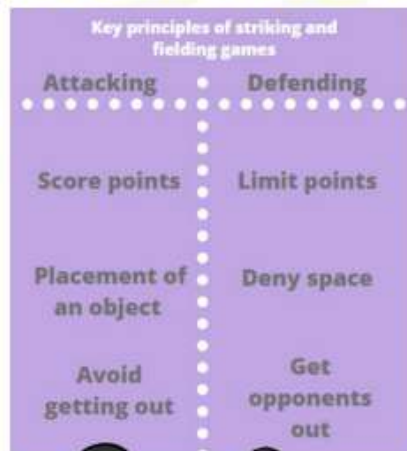 Key principles of striking and
fielding games
Attacking
Defending
Score points
Limit points
Placement of
an object
Deny space
Avoid
getting out
Get
opponents
out